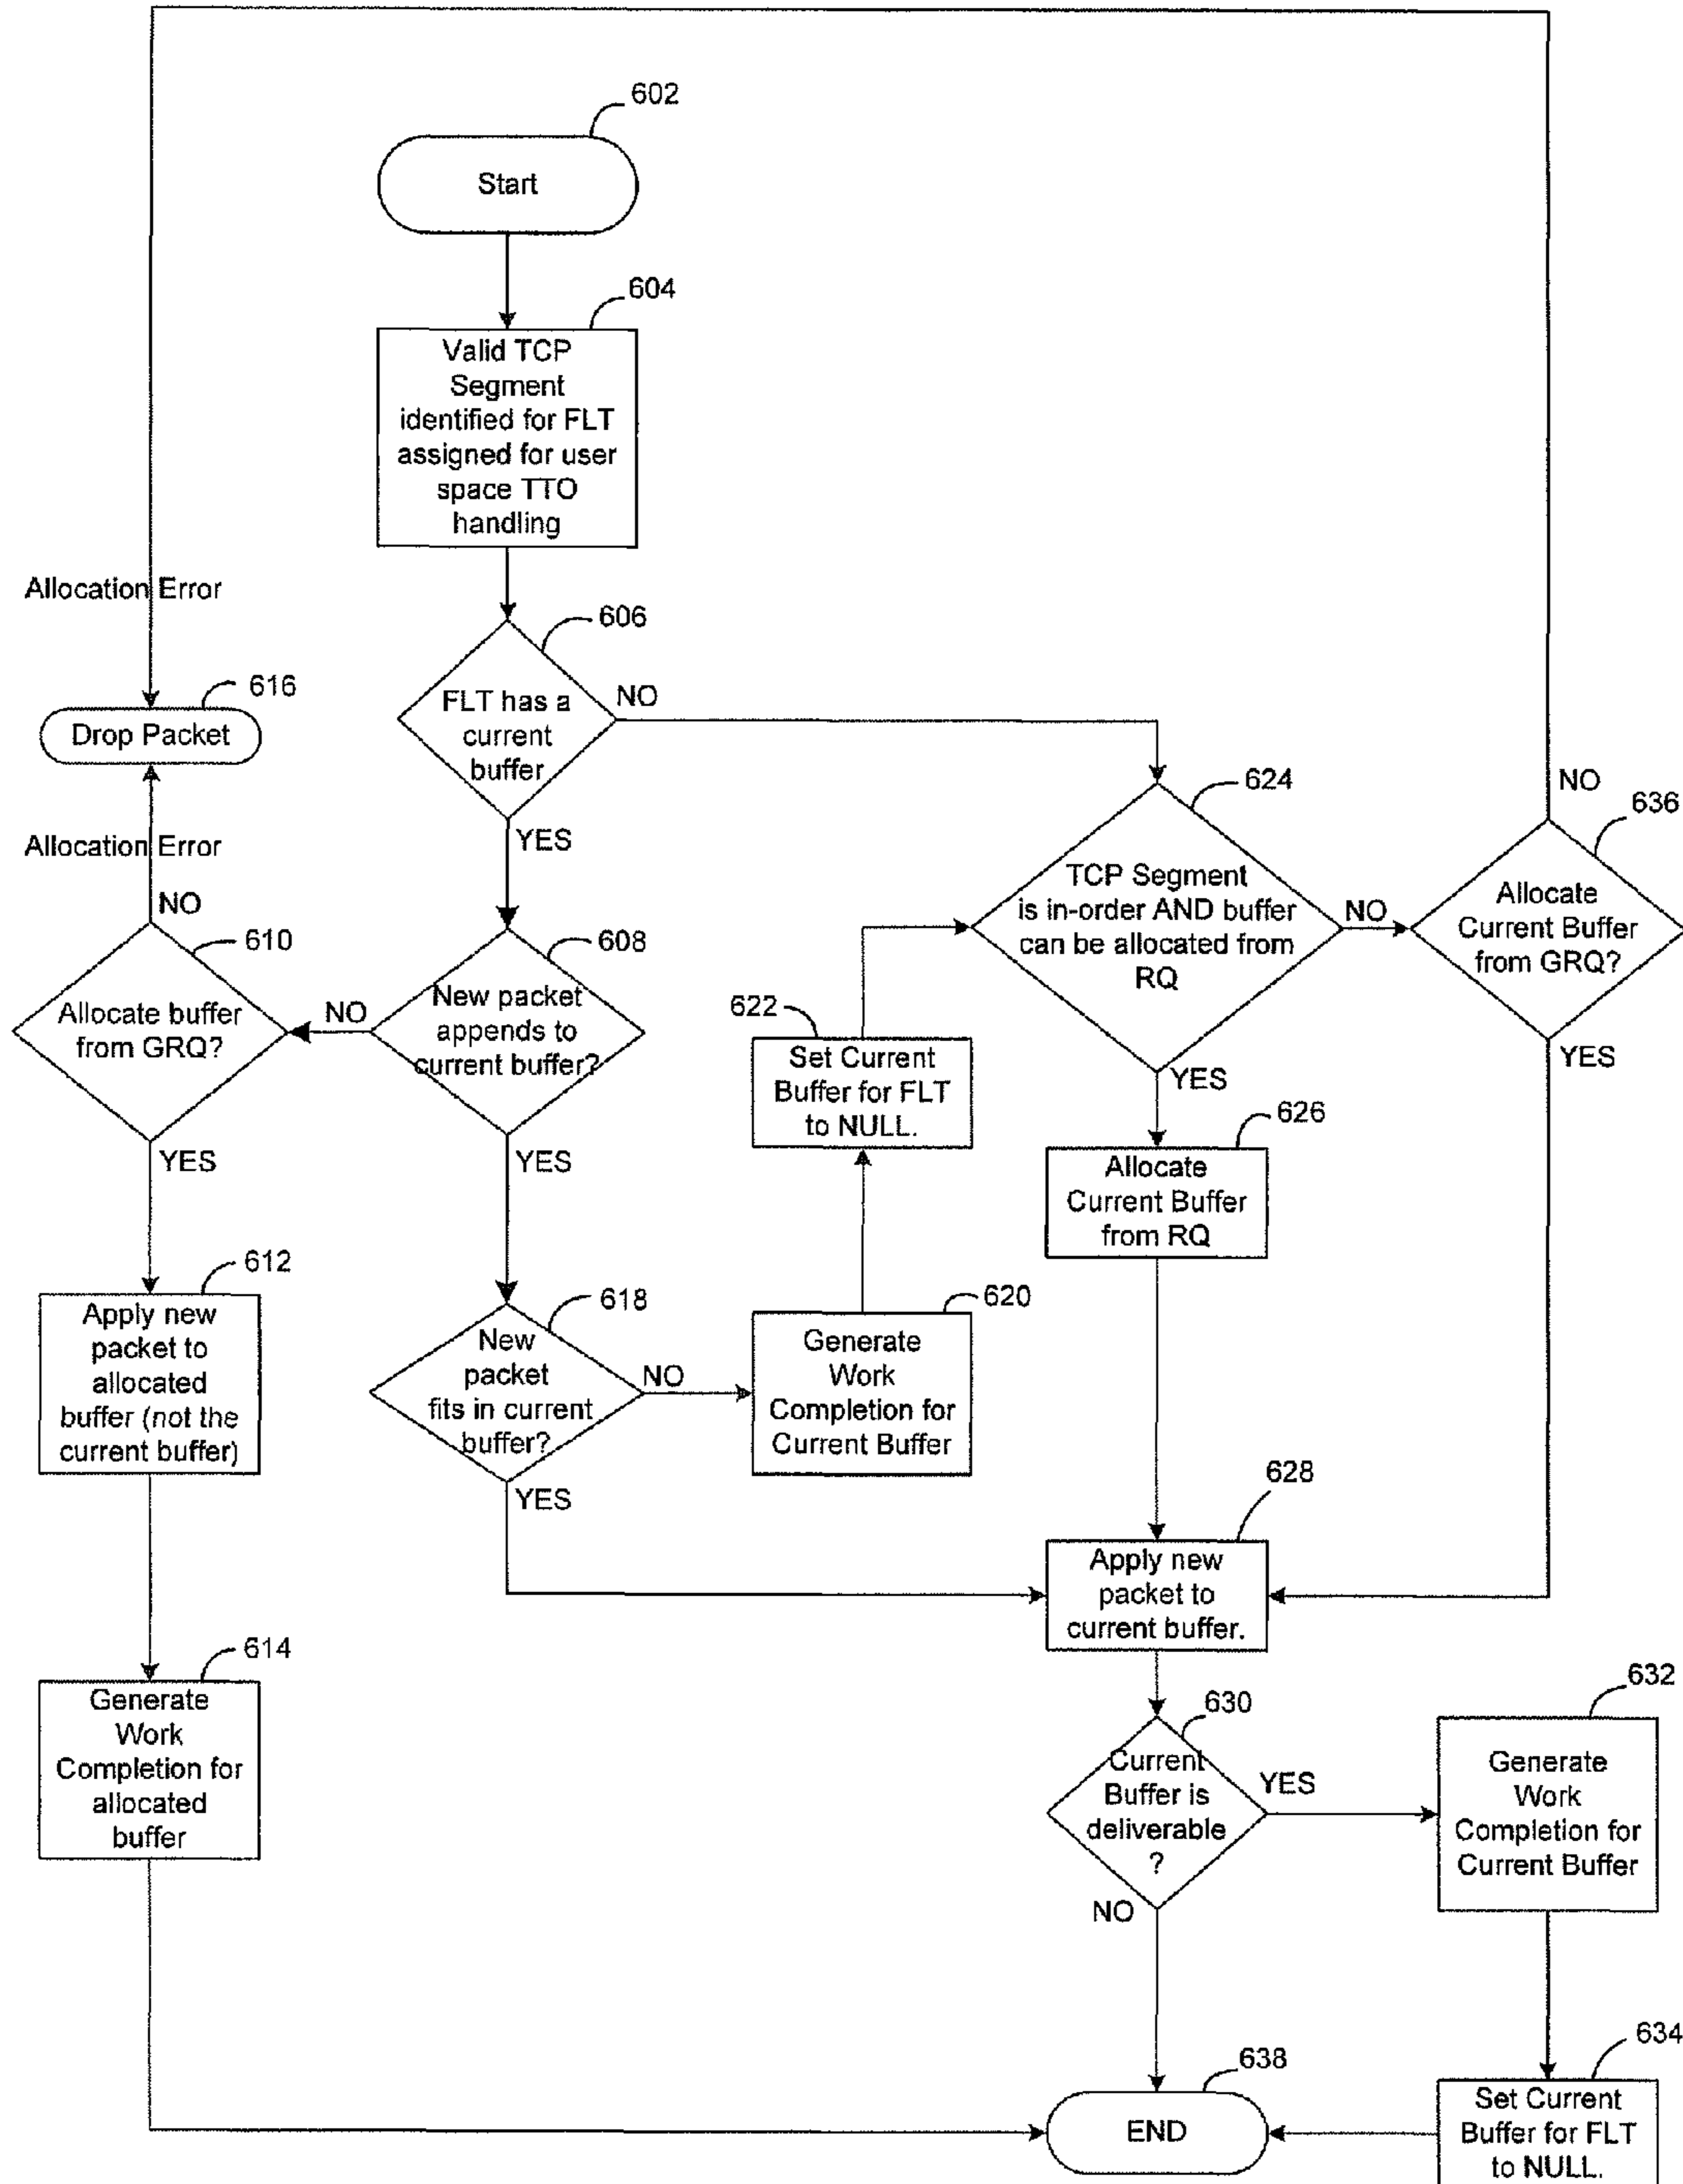 602
Start
604
Valid TCP
Segment
identified for FLT
assigned for user
space TTO
handling
Allocation Error
606
FLT has a
current
buffer
NO
YES
616
Drop Packet
Allocation Error
NO
610
Allocate buffer
from GRQ?
YES
608
New packet
appends to
current buffer?
NO
YES
624
TCP Segment
is in-order AND buffer
can be allocated from
RQ
NO
YES
NO
636
Allocate
Current Buffer
from GRQ?
YES
622
Set Current
Buffer for FLT
to NULL.
626
Allocate
Current Buffer
from RQ
612
Apply new
packet to
allocated
buffer (not the
current buffer)
618
New
packet
fits in current
buffer?
NO
YES
620
Generate
Work
Completion for
Current Buffer
628
Apply new
packet to
current buffer.
614
Generate
Work
Completion for
allocated
buffer
630
Current
Buffer is
deliverable
?
YES
NO
632
Generate
Work
Completion for
Current Buffer
634
Set Current
Buffer for FLT
to NULL.
638
END